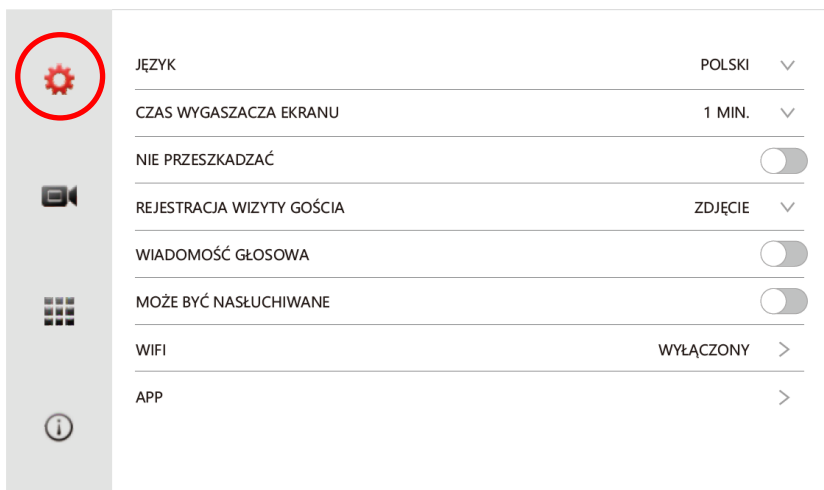 JĘZYK POLSKI
CZAS WYGASZACZA EKRANU 1 MIN.
NIE PRZESZKADZAĆ
REJESTRACJA WIZYTY GOŚCIA ZDJĘCIE
WIADOMOŚĆ GŁOSOWA
MOŻE BYĆ NASŁUCHIWANE
WIFI WYŁĄCZONY
APP